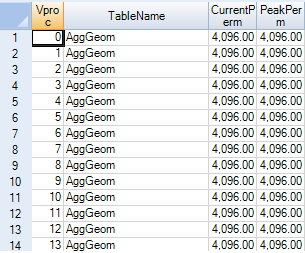 Vproc TableName CurrentPerm PeakPerm
1 0 AggGeom 4,096.00 4,096.00
2 1 AggGeom 4,096.00 4,096.00
3 2 AggGeom 4,096.00 4,096.00
4 3 AggGeom 4,096.00 4,096.00
5 4 AggGeom 4,096.00 4,096.00
6 5 AggGeom 4,096.00 4,096.00
7 6 AggGeom 4,096.00 4,096.00
8 7 AggGeom 4,096.00 4,096.00
9 8 AggGeom 4,096.00 4,096.00
10 9 AggGeom 4,096.00 4,096.00
11 10 AggGeom 4,096.00 4,096.00
12 11 AggGeom 4,096.00 4,096.00
13 12 AggGeom 4,096.00 4,096.00
14 13 AggGeom 4,096.00 4,096.00